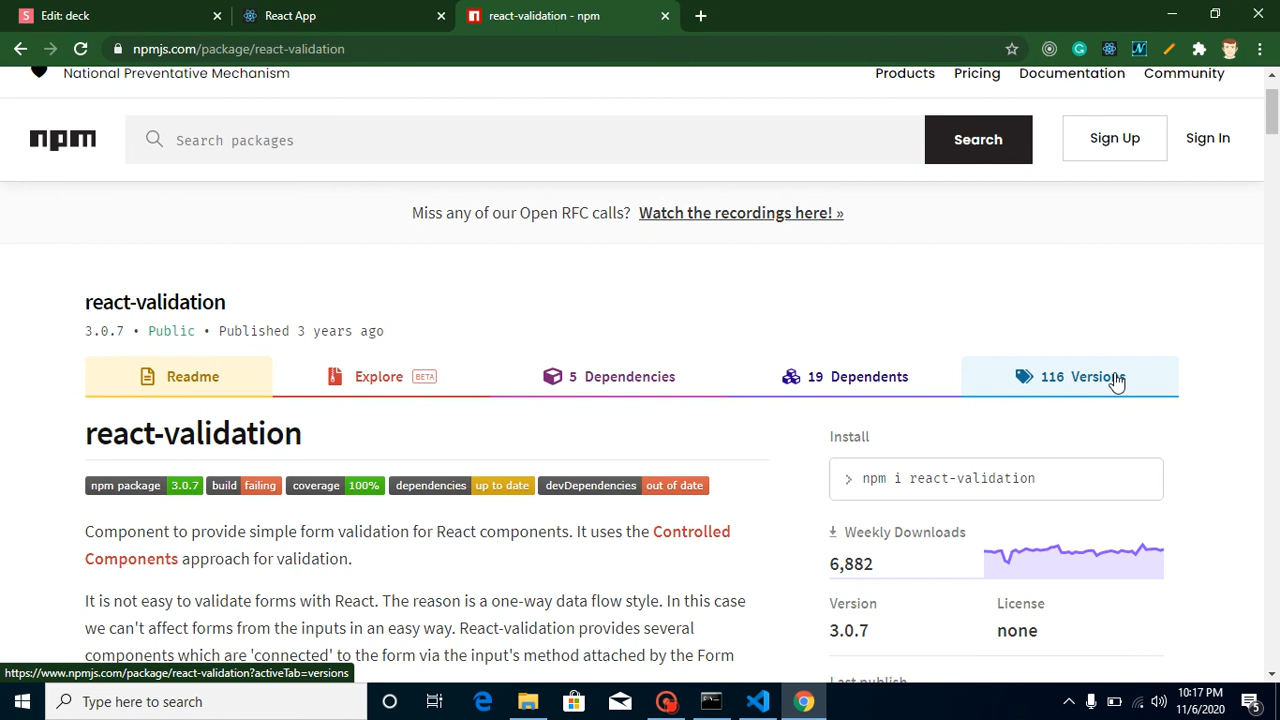 Edit: deck
React App
react-validation - npm
npmjs.com/package/react-validation
National Preventative Mechanism
Products Pricing Documentation Community
npm
Search packages
Search
Sign Up
Sign In
Miss any of our Open RFC calls? Watch the recordings here! »
react-validation
3.0.7 • Public • Published 3 years ago
Readme
Explore BETA
5 Dependencies
19 Dependents
116 Versions
react-validation
Install
npm package 3.0.7 build failing coverage 100% dependencies up to date devDependencies out of date
> npm i react-validation
Component to provide simple form validation for React components. It uses the Controlled
Components approach for validation.
Weekly Downloads
6,882
It is not easy to validate forms with React. The reason is a one-way data flow style. In this case
we can't affect forms from the inputs in an easy way. React-validation provides several
components which are 'connected' to the form via the input's method attached by the Form
Version
3.0.7
License
none
Last publish
https://www.npmjs.com/package/react-validation?activeTab=versions
Type here to search
10:17 PM
11/6/2020
5